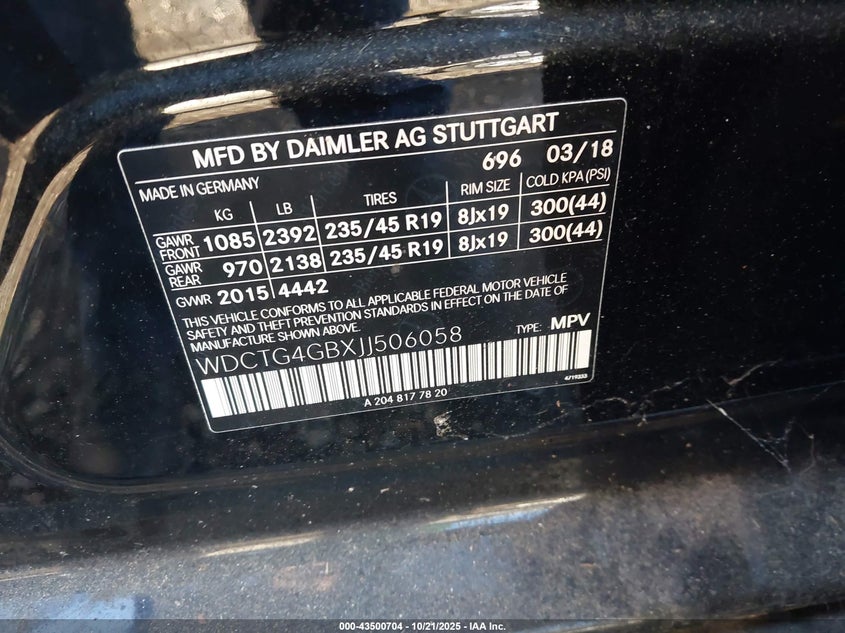 MFD BY DAIMLER AG STUTTGART
696 03/18
MADE IN GERMANY
KG LB TIRES RIM SIZE COLD KPA (PSI)
GAWR FRONT 1085 2392 235/45 R19 8Jx19 300(44)
GAWR REAR 970 2138 235/45 R19 8Jx19 300(44)
GVWR 2015 4442
THIS VEHICLE CONFORMS TO ALL APPLICABLE FEDERAL MOTOR VEHICLE
SAFETY AND THEFT PREVENTION STANDARDS IN EFFECT ON THE DATE OF
MANUFACTURE SHOWN ABOVE.
WDCTG4GBXJJ506058 TYPE: MPV
A 204 817 78 20
4719333
000-43500704 - 10/21/2025 - IAA Inc.